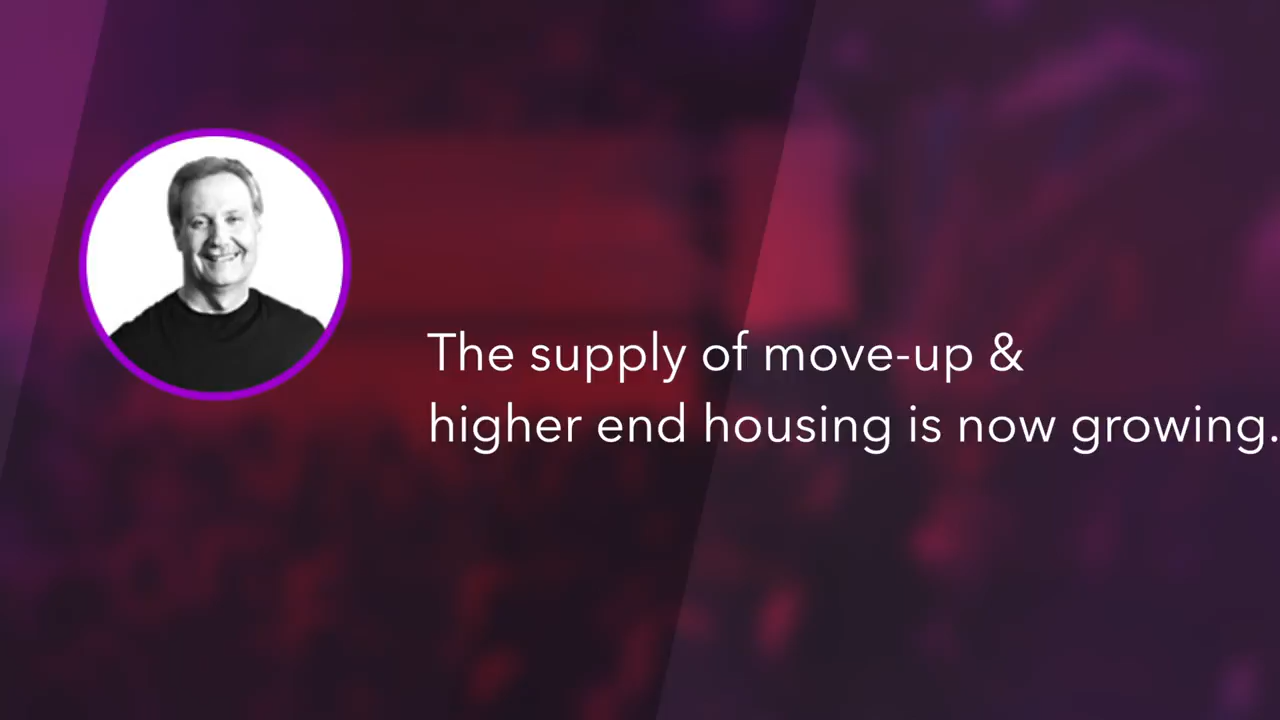 The supply of move-up &
higher end housing is now growing.